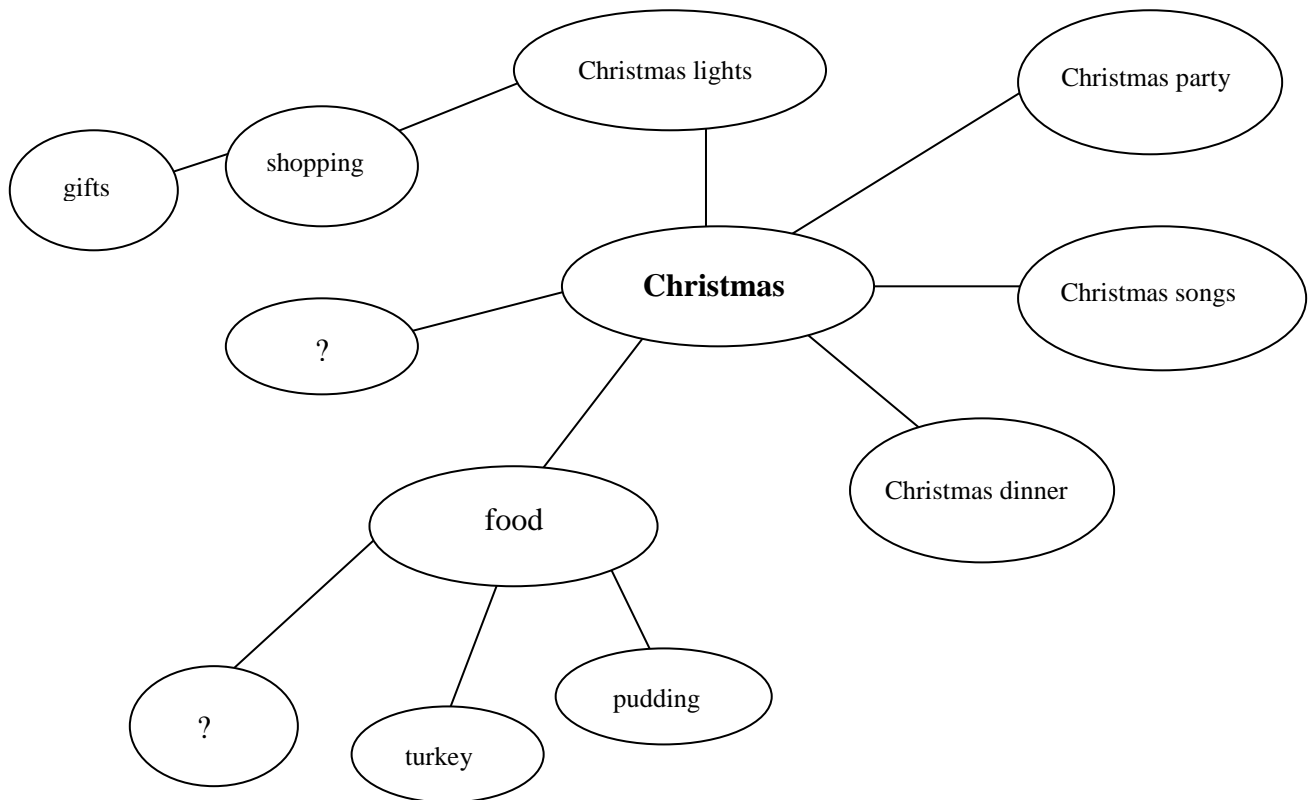 Christmas lights
Christmas party
shopping
gifts
Christmas
Christmas songs
?
Christmas dinner
food
?
turkey
pudding